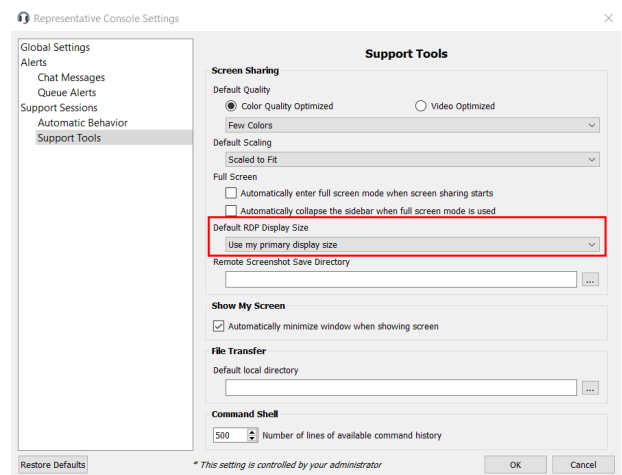 Representative Console Settings
Global Settings
Alerts
Chat Messages
Queue Alerts
Support Sessions
Automatic Behavior
Support Tools
Support Tools
Screen Sharing
Default Quality
Color Quality Optimized
Video Optimized
Few Colors
Default Scaling
Scaled to Fit
Full Screen
Automatically enter full screen mode when screen sharing starts
Automatically collapse the sidebar when full screen mode is used
Default RDP Display Size
Use my primary display size
Remote Screenshot Save Directory
...
Show My Screen
Automatically minimize window when showing screen
File Transfer
Default local directory
...
Command Shell
500 Number of lines of available command history
Restore Defaults
* This setting is controlled by your administrator
OK
Cancel